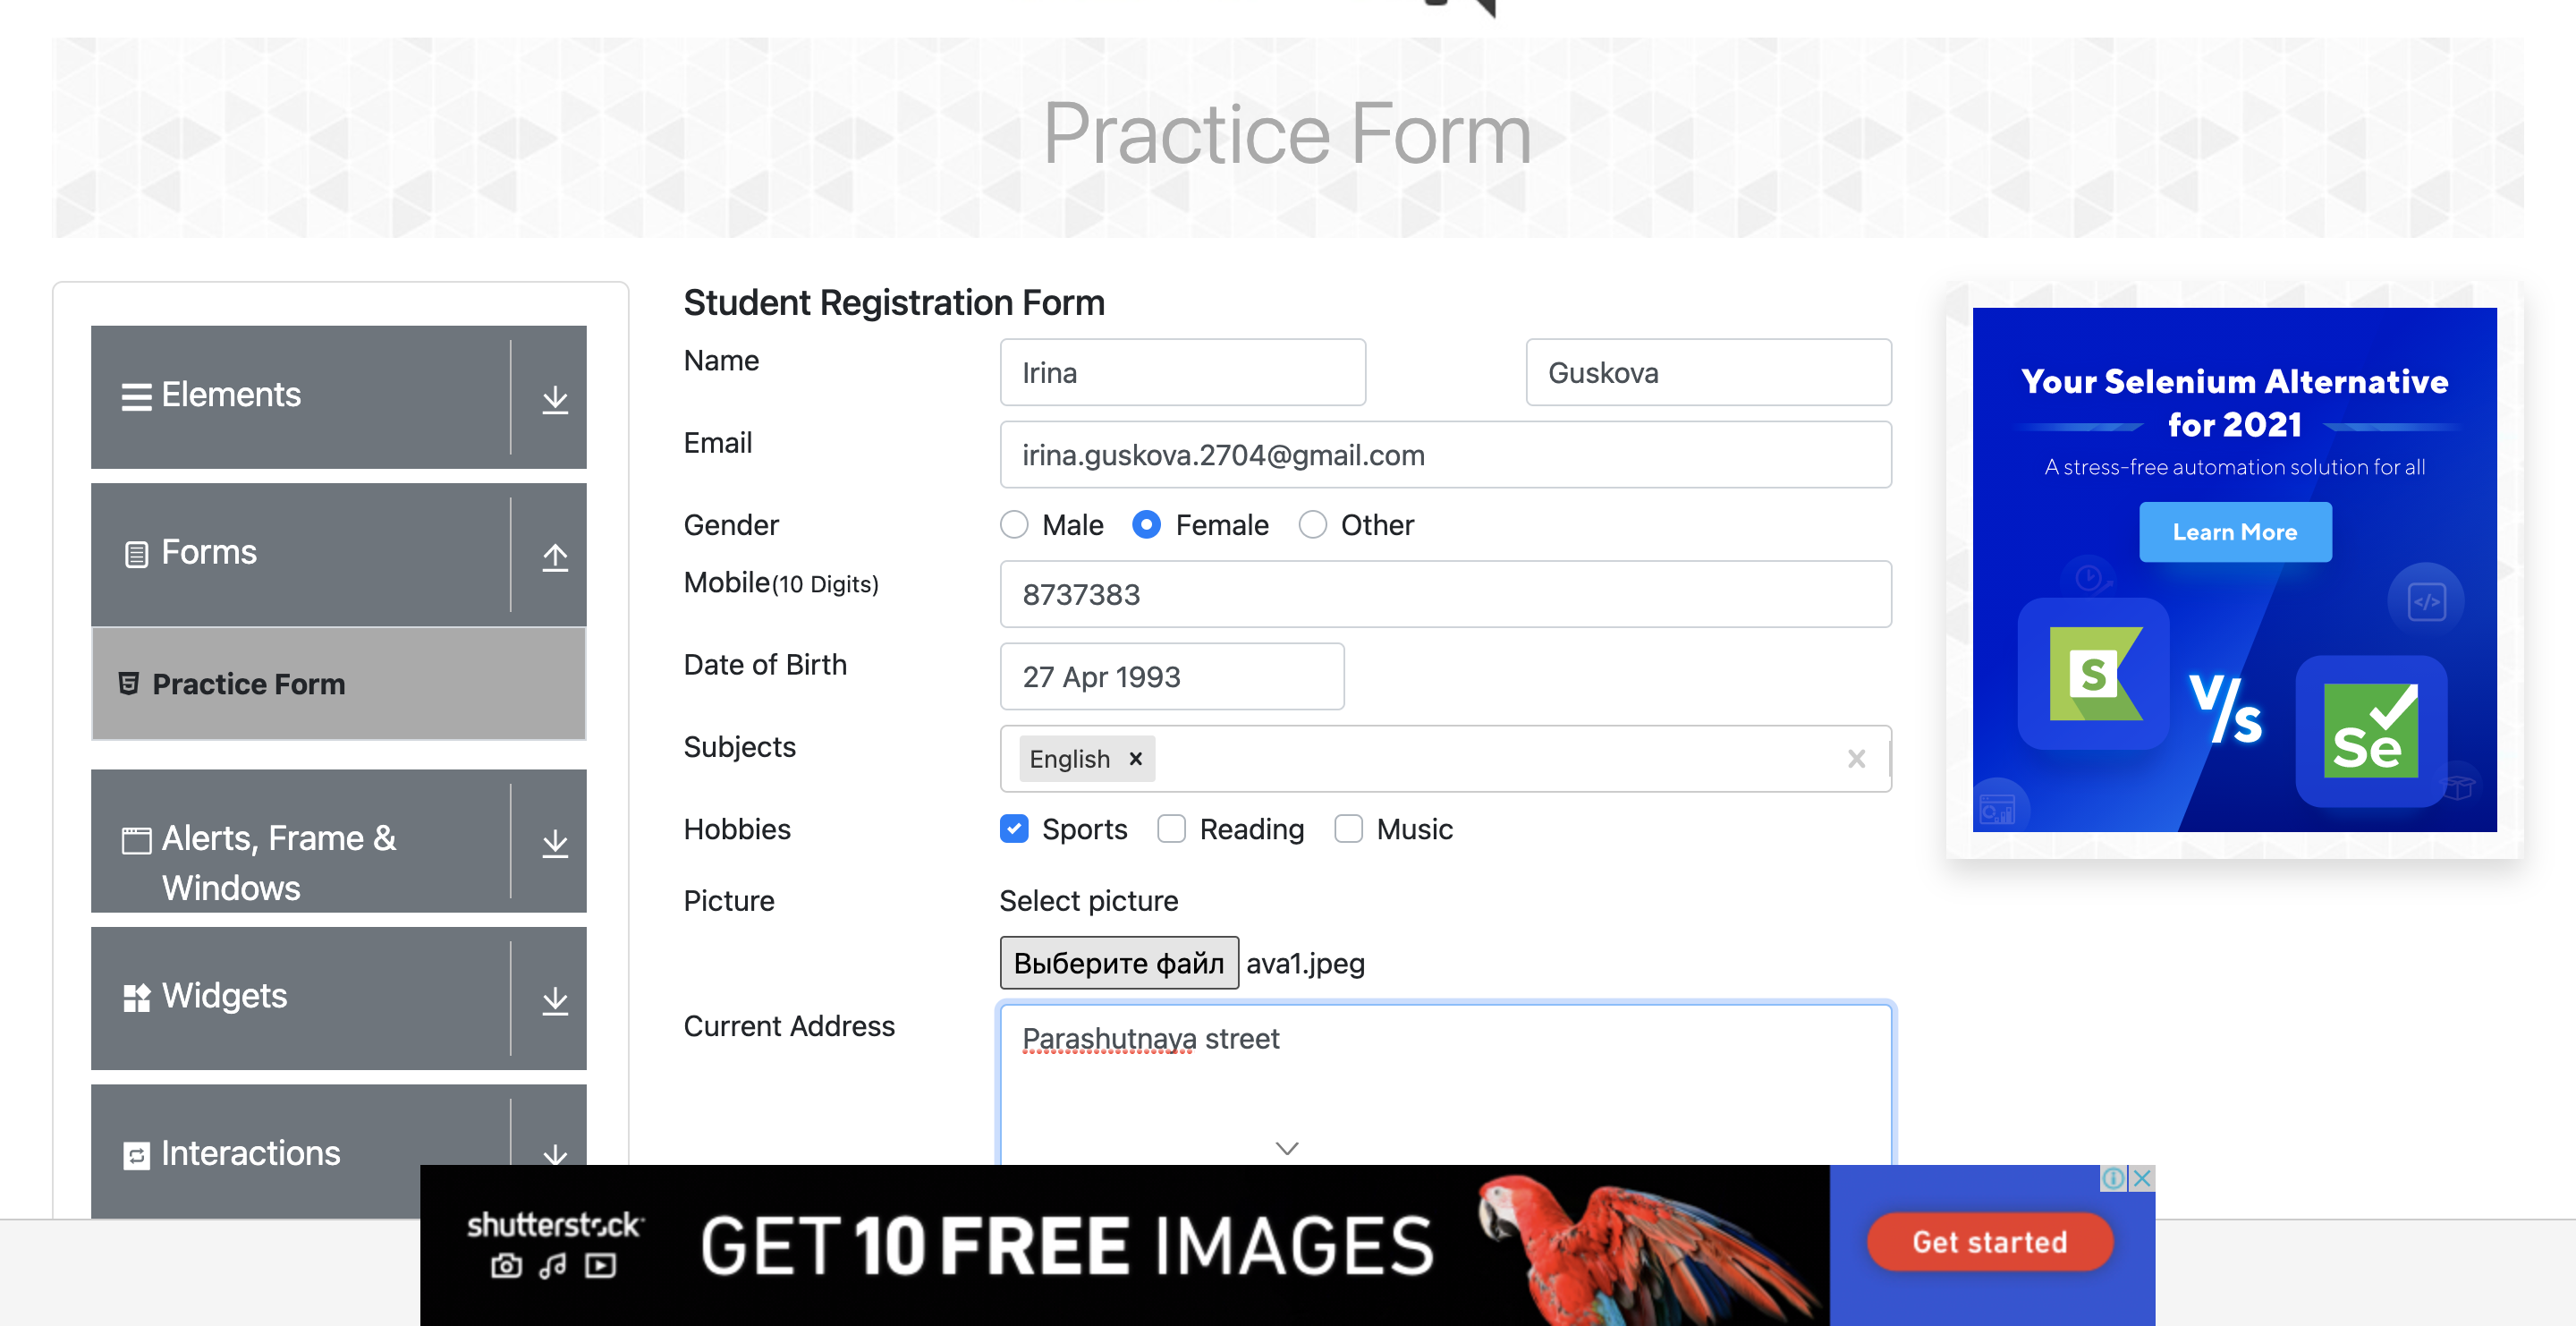 Practice Form
Elements
Forms
Practice Form
Alerts, Frame &
Windows
Widgets
Interactions
Student Registration Form
Name
Irina
Guskova
Email
irina.guskova.2704@gmail.com
Gender
Male
Female
Other
Mobile(10 Digits)
8737383
Date of Birth
27 Apr 1993
Subjects
English
Hobbies
Sports
Reading
Music
Picture
Select picture
Выберите файл ava1.jpeg
Current Address
Parashutnaya street
Your Selenium Alternative
for 2021
A stress-free automation solution for all
Learn More
S
V/s
Se
shutterstock
GET 10 FREE IMAGES
Get started